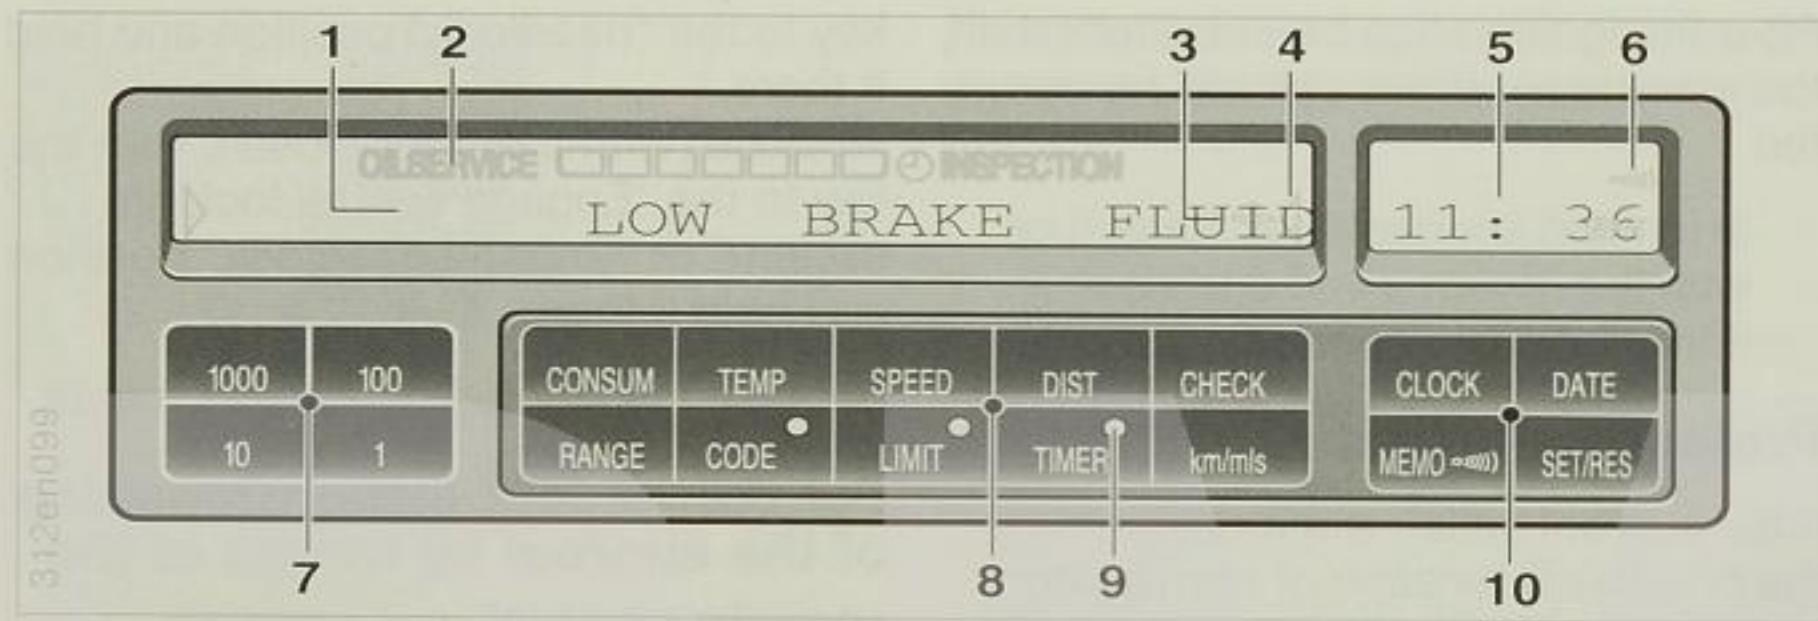 1 2 3 4 5 6
OILSERVICE INSPECTION
LOW BRAKE FLUID 11: 36
1000 100 CONSUM TEMP SPEED DIST CHECK CLOCK DATE
10 1 RANGE CODE LIMIT TIMER km/mls MEMO SET/RES
312en099
7 8 9 10